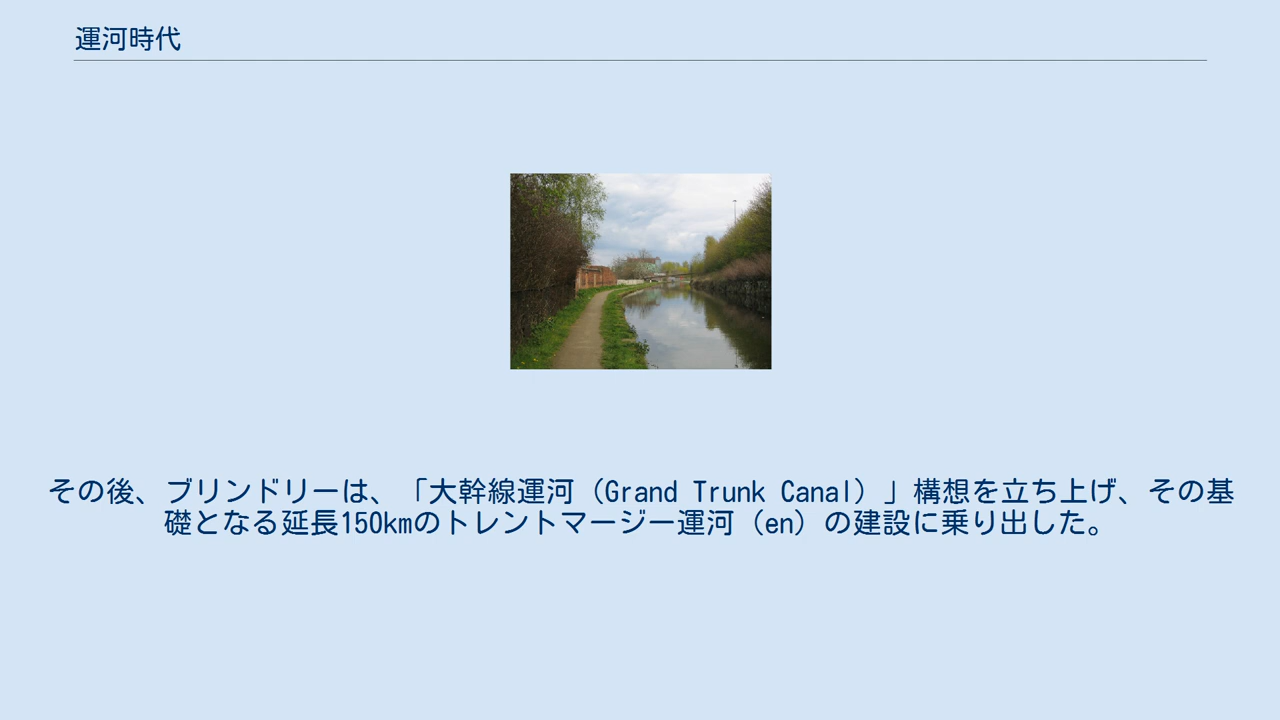 運河時代
その後、ブリンドリーは、「大幹線運河（Grand Trunk Canal）」構想を立ち上げ、その基
礎となる延長150kmのトレントマージー運河（en）の建設に乗り出した。